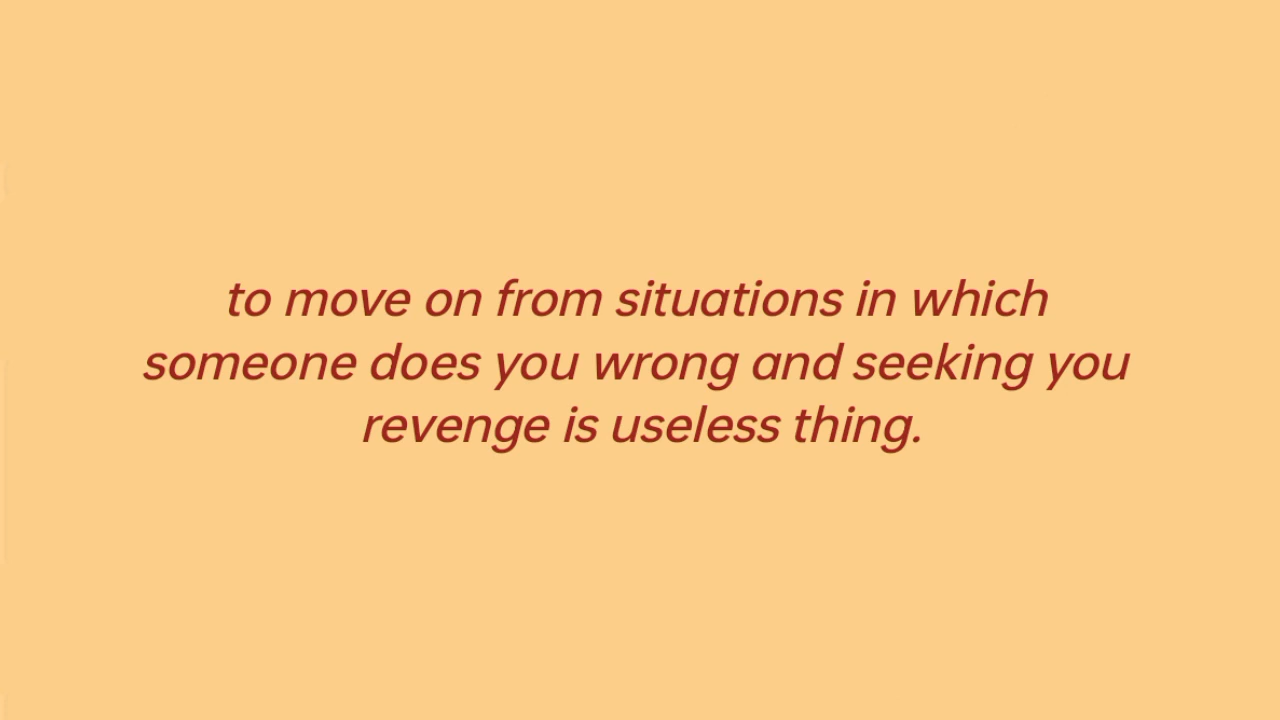 to move on from situations in which
someone does you wrong and seeking you
revenge is useless thing.